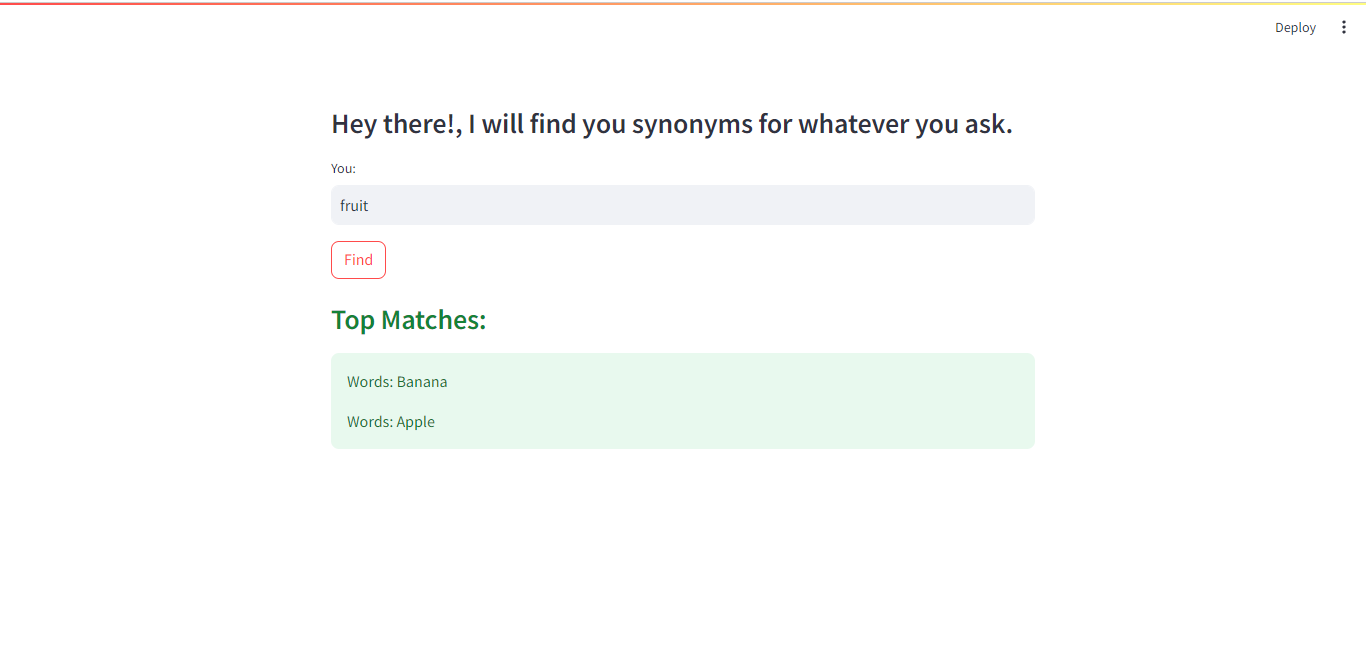 Deploy
Hey there!, I will find you synonyms for whatever you ask.
You:
fruit
Find
Top Matches:
Words: Banana
Words: Apple